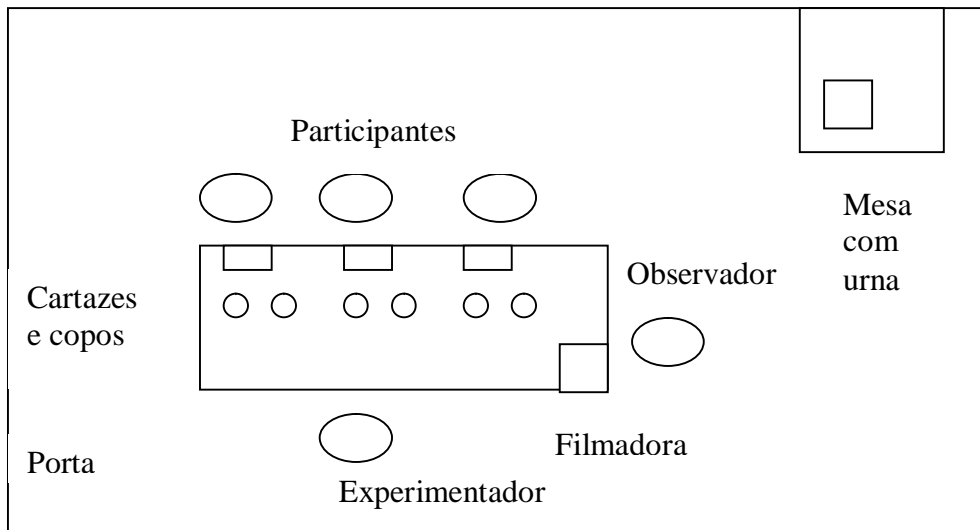 Participantes
Mesa
com
urna
Observador
Cartazes
e copos
Filmadora
Porta
Experimentador